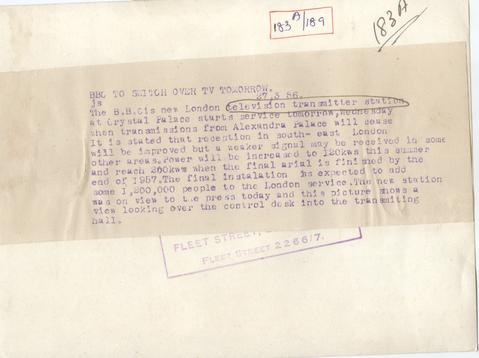 183 A/189
183A
BBC TO SWITCH OVER TV TOMORROW.
js 27.3 56.
The B.B.C's new London television transmitter station
at Crystal Palace starts service tomorrow,Wednesday
when transmissions from Alexandra Palace will cease
It is stated that reception in south-east London
will be improved but a weaker signal may be received in some
other areas.Power will be increased to 120kws this summer
and reach 200kws when the final arial is finished by the
end of 1957.The final instalation is expected to add
some 1,200,000 people to the London service.The new station
was on view to the press today and this picture shows a
view looking over the control desk into the transmiting
hall.
FLEET STREET,
FLEET STREET 2266/7.